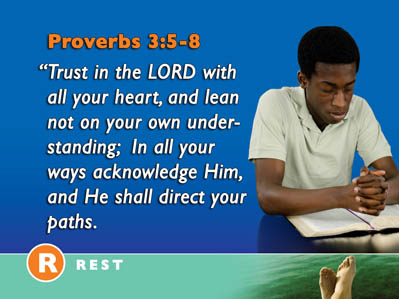 Proverbs 3:5-8
“Trust in the LORD with
all your heart, and lean
not on your own under-
standing;  In all your
ways acknowledge Him,
and He shall direct your
paths.
R REST